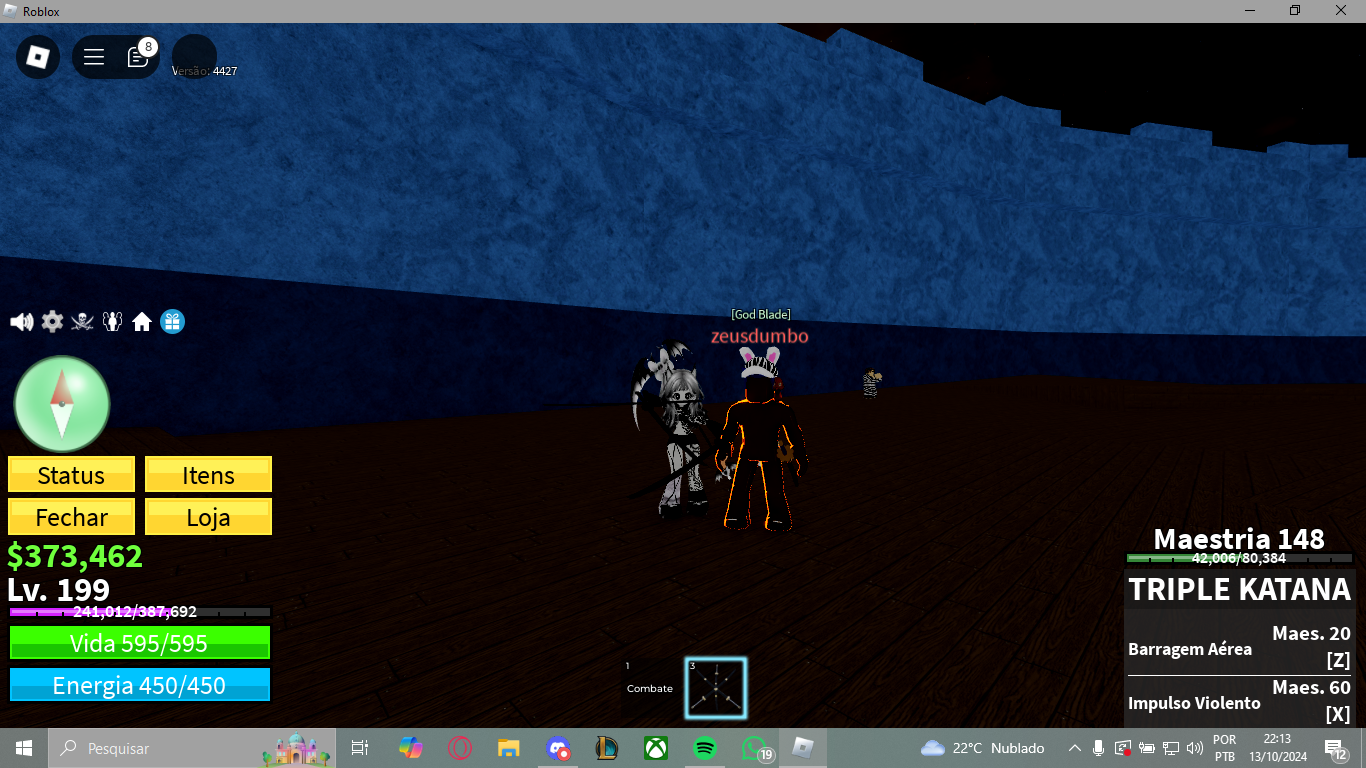 Roblox
8
Versão: 4427
[God Blade]
zeusdumbo
Status
Itens
Fechar
Loja
$373,462
Lv. 199
241,012/387,692
Vida 595/595
Energia 450/450
1
Combate
3
Maestria 148
42,006/80,384
TRIPLE KATANA
Maes. 20
Barragem Aérea
[Z]
Maes. 60
Impulso Violento
[X]
Pesquisar
19
22°C Nublado
POR
PTB
22:13
13/10/2024
12